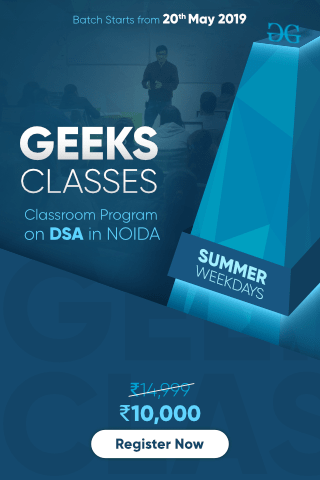 Batch Starts from 20th May 2019
GEEKS
CLASSES
Classroom Program
on DSA in NOIDA
SUMMER
WEEKDAYS
₹14,999
₹10,000
Register Now